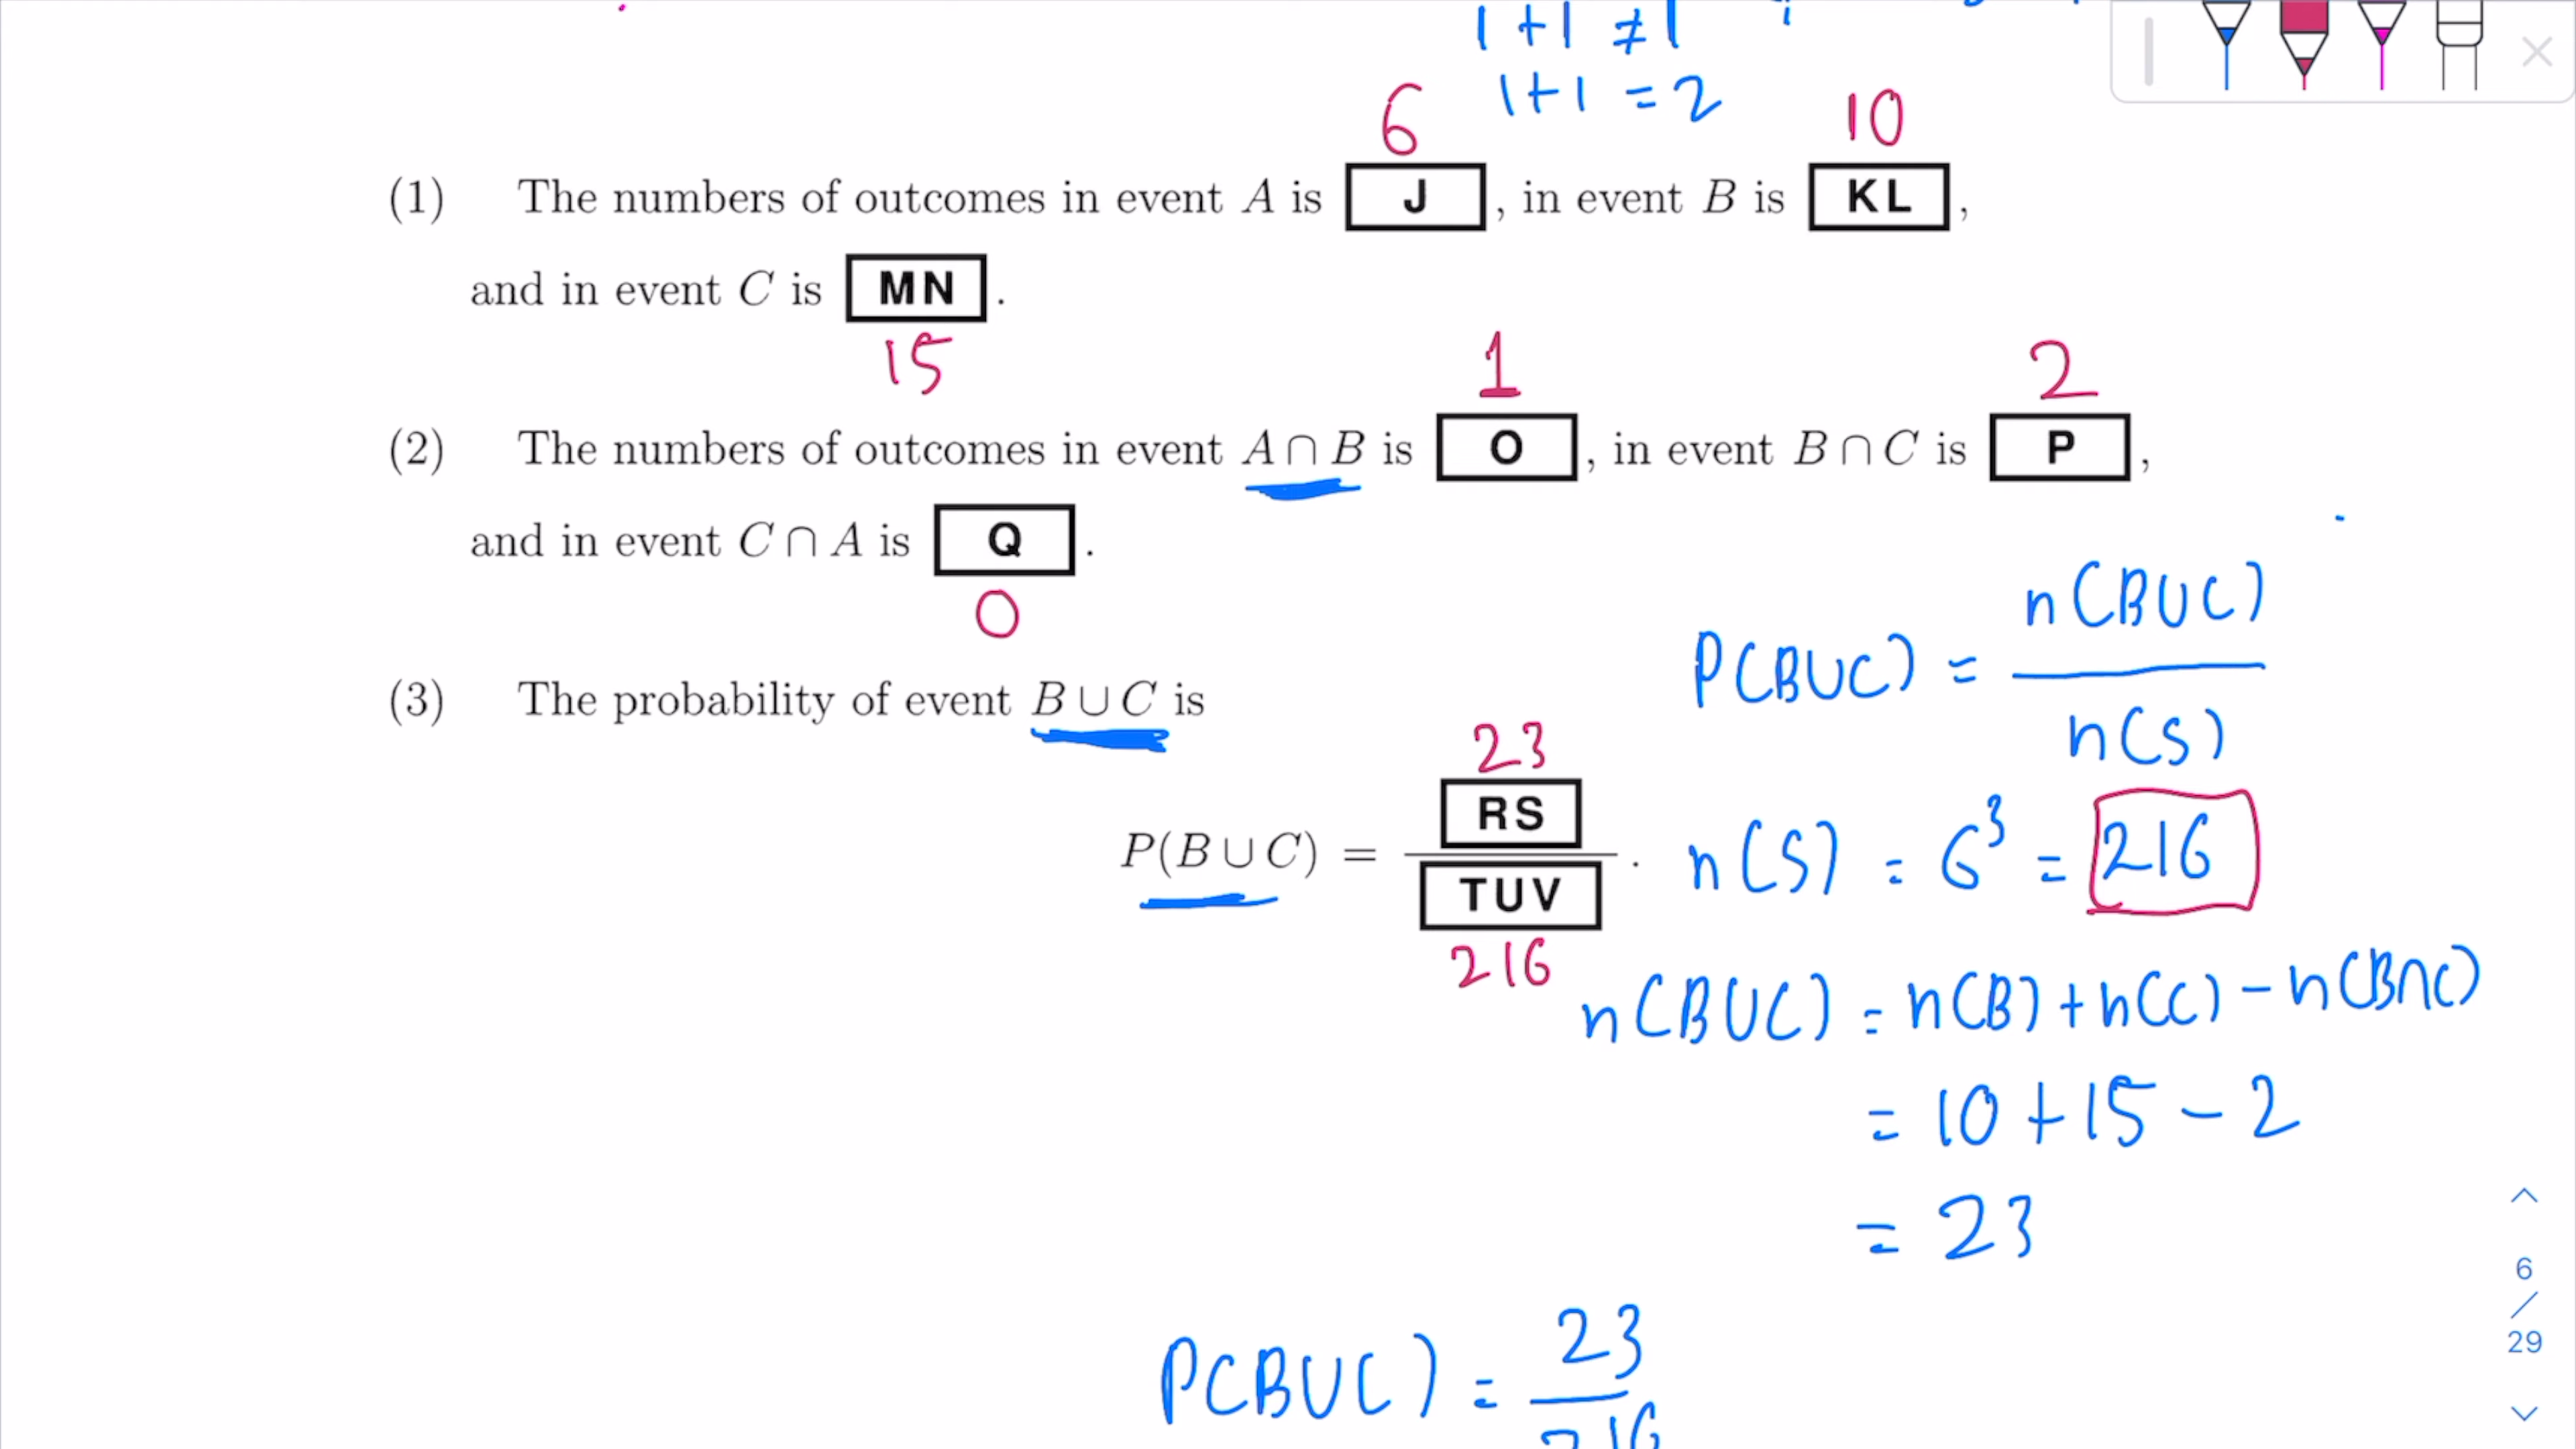 1 + 1 ≠ 1
1 + 1 = 2
6
10
(1) The numbers of outcomes in event A is J , in event B is KL ,
and in event C is MN .
15
1
2
(2) The numbers of outcomes in event A ∩ B is O , in event B ∩ C is P ,
and in event C ∩ A is Q .
0
(3) The probability of event B ∪ C is
P(B ∪ C) = RS / TUV .
23
216
P(B∪C) = n(B∪C) / n(S)
n(S) = 6³ = 216
n(B∪C) = n(B) + n(C) − n(B∩C)
= 10 + 15 − 2
= 23
P(B∪C) = 23 / 216
6
/
29